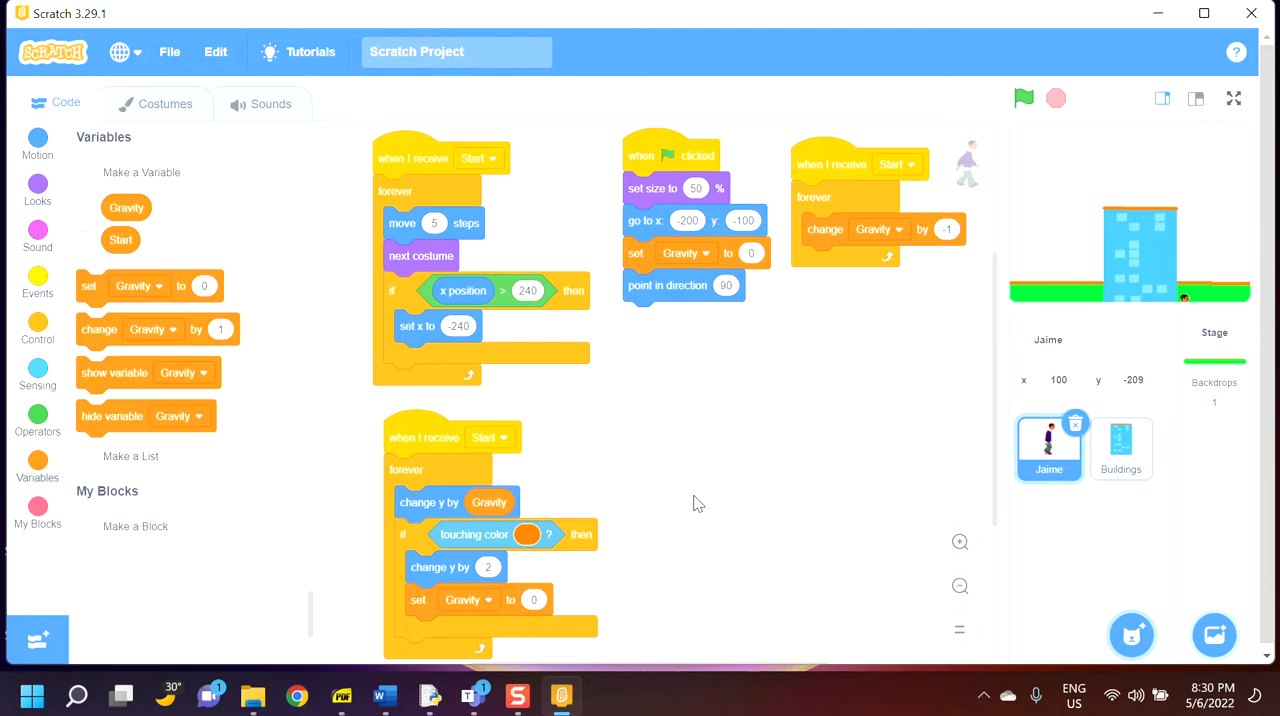 Scratch 3.29.1
SCRATCH File Edit Tutorials Scratch Project ?
Code Costumes Sounds
Motion
Looks
Sound
Events
Control
Sensing
Operators
Variables
My Blocks
Variables
Make a Variable
Gravity
Start
set Gravity to 0
change Gravity by 1
show variable Gravity
hide variable Gravity
Make a List
My Blocks
Make a Block
when I receive Start
forever
move 5 steps
next costume
if x position > 240 then
set x to -240
when I receive Start
forever
change y by Gravity
if touching color ? then
change y by 2
set Gravity to 0
when clicked
set size to 50 %
go to x: -200 y: -100
set Gravity to 0
point in direction 90
when I receive Start
forever
change Gravity by -1
Jaime
x 100 y -209
Jaime
Buildings
Stage
Backdrops
1
30°
1
PDF
W
T 1
S
ENG
US
8:30 PM
5/6/2022